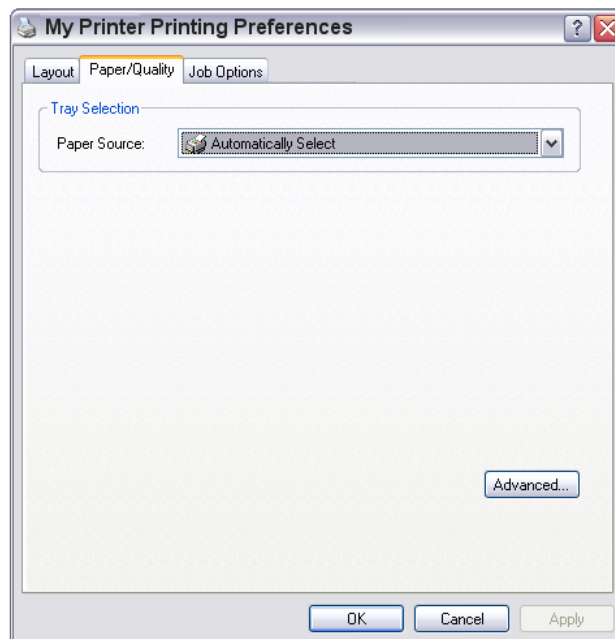 My Printer Printing Preferences
?
Layout Paper/Quality Job Options
Tray Selection
Paper Source: Automatically Select
Advanced...
OK Cancel Apply